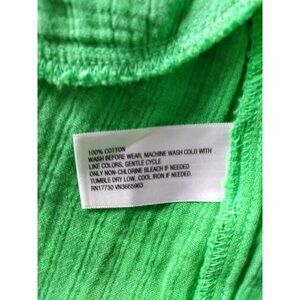 100% COTTON
WASH BEFORE WEAR, MACHINE WASH COLD WITH
LIKE COLORS, GENTLE CYCLE
ONLY NON-CHLORINE BLEACH IF NEEDED
TUMBLE DRY LOW, COOL IRON IF NEEDED.
RN17730 VN3665963